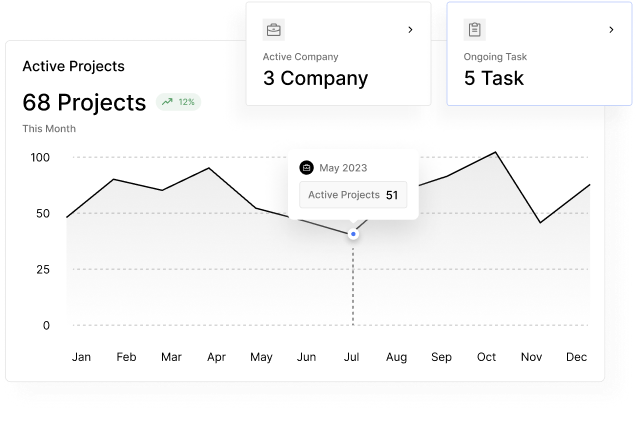 Active Company
3 Company
Ongoing Task
5 Task
Active Projects
68 Projects
12%
This Month
100
50
25
0
May 2023
Active Projects 51
Jan Feb Mar Apr May Jun Jul Aug Sep Oct Nov Dec